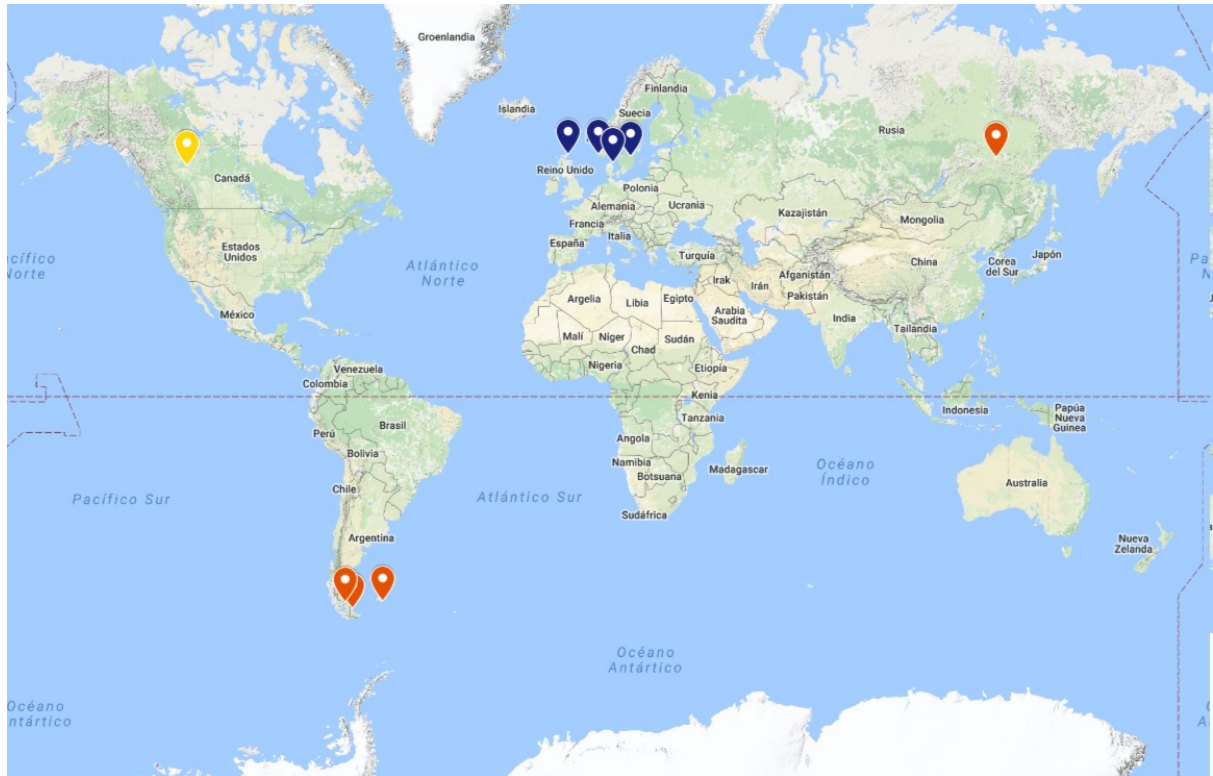 Groenlandia
Finlandia
Islandia
Suecia
Rusia
Reino Unido
Canadá
Polonia
Alemania
Ucrania
Francia
Kazajistán
Mongolia
Italia
España
Estados
Unidos
Turquía
Japón
Corea
del Sur
China
Pacífico
Norte
Atlántico
Norte
Irak
Irán
Afganistán
Pakistán
Argelia
Libia
Egipto
Arabia
Saudita
México
India
Tailandia
Malí
Níger
Sudán
Chad
Nigeria
Etiopía
Venezuela
Colombia
Kenia
Indonesia
Papúa
Nueva
Guinea
Tanzania
Brasil
Perú
Angola
Bolivia
Namibia
Botsuana
Madagascar
Océano
Índico
Australia
Chile
Pacífico Sur
Atlántico Sur
Sudáfrica
Argentina
Nueva
Zelanda
Océano
Antártico
Océano
ntártico